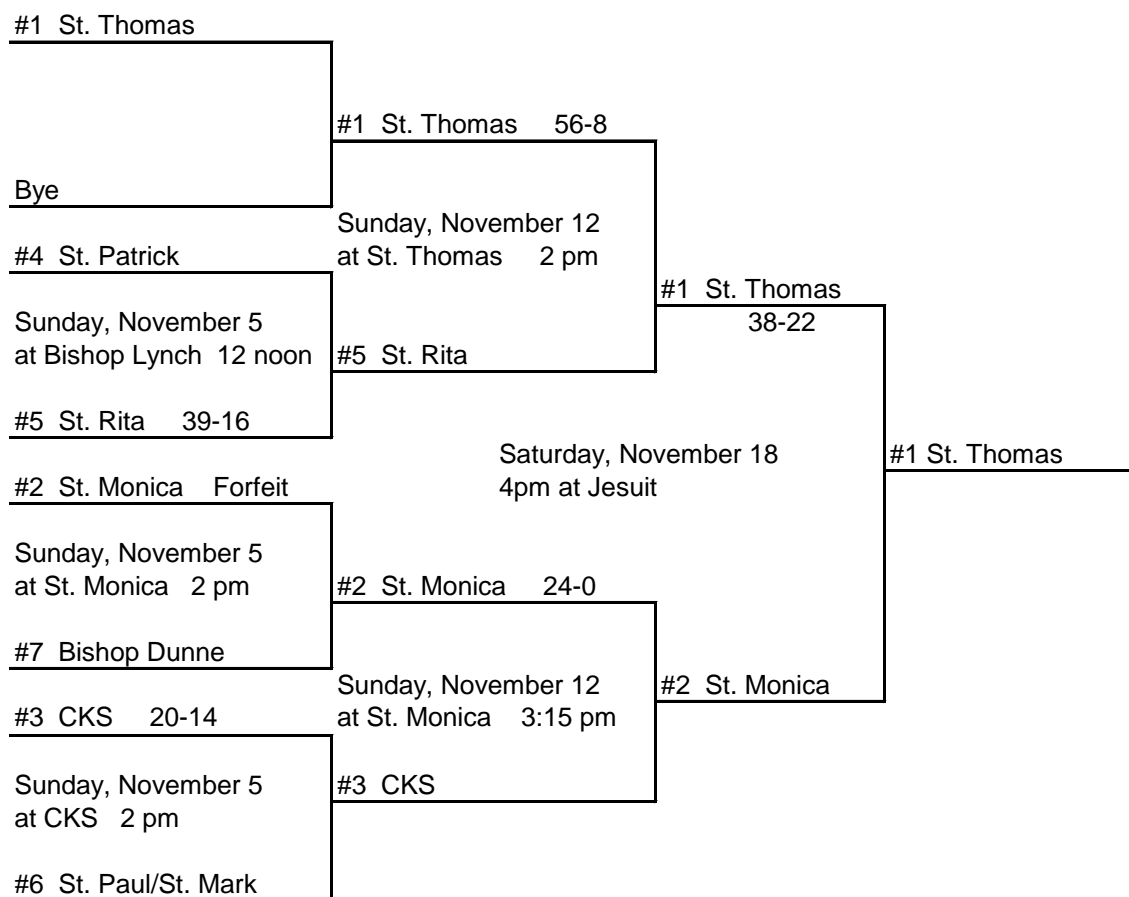 #1 St. Thomas
#1 St. Thomas 56-8
Bye
Sunday, November 12
at St. Thomas 2 pm
#4 St. Patrick
#1 St. Thomas
38-22
Sunday, November 5
at Bishop Lynch 12 noon
#5 St. Rita
#5 St. Rita 39-16
Saturday, November 18
4pm at Jesuit
#1 St. Thomas
#2 St. Monica Forfeit
Sunday, November 5
at St. Monica 2 pm
#2 St. Monica 24-0
#7 Bishop Dunne
Sunday, November 12
at St. Monica 3:15 pm
#2 St. Monica
#3 CKS 20-14
Sunday, November 5
at CKS 2 pm
#3 CKS
#6 St. Paul/St. Mark